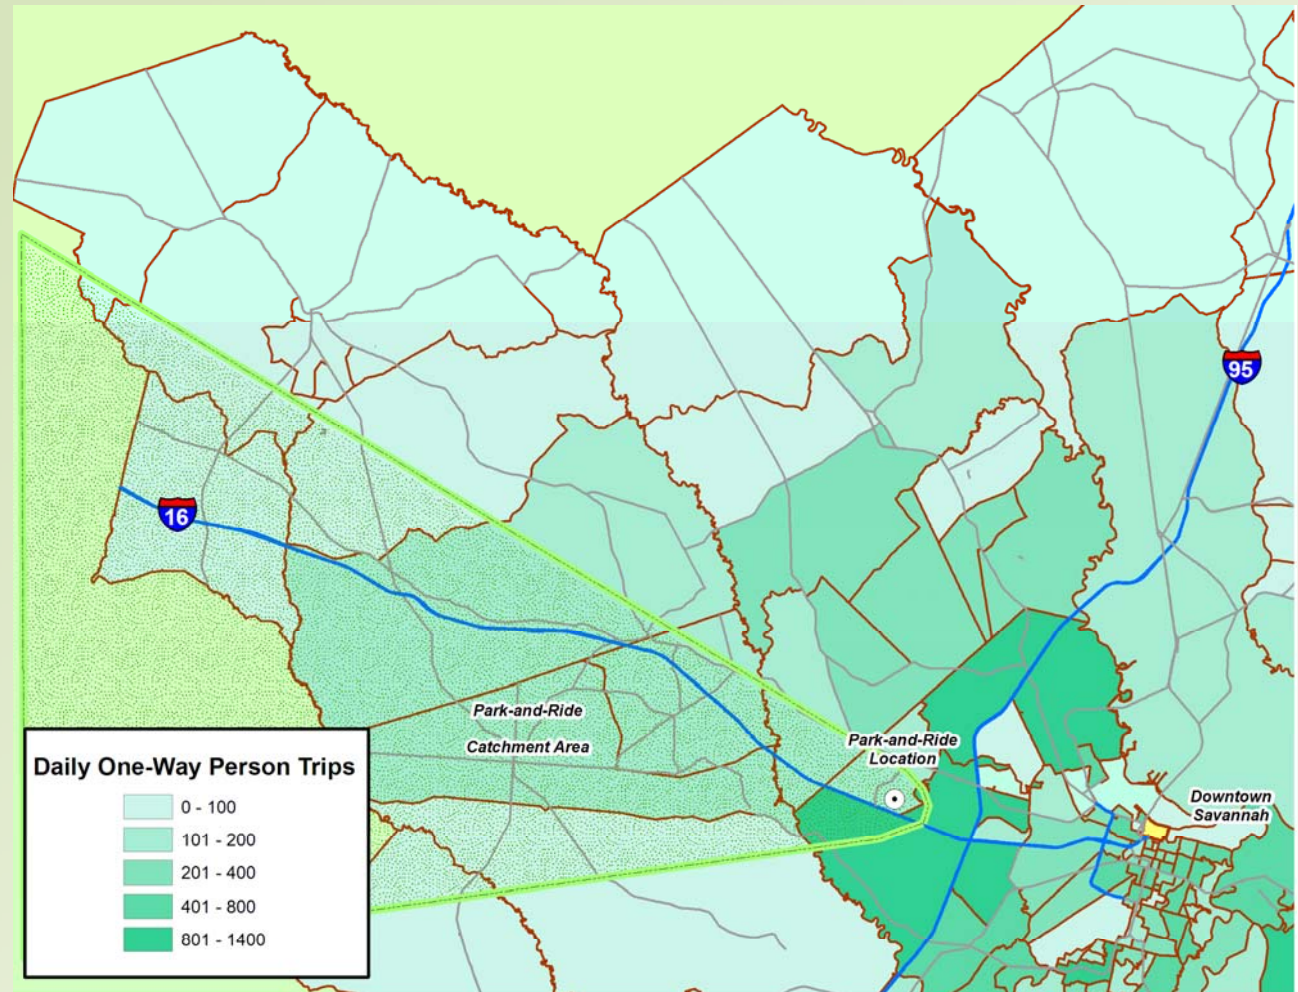 95
16
Park-and-Ride
Catchment Area
Park-and-Ride
Location
Downtown
Savannah
Daily One-Way Person Trips
0 - 100
101 - 200
201 - 400
401 - 800
801 - 1400